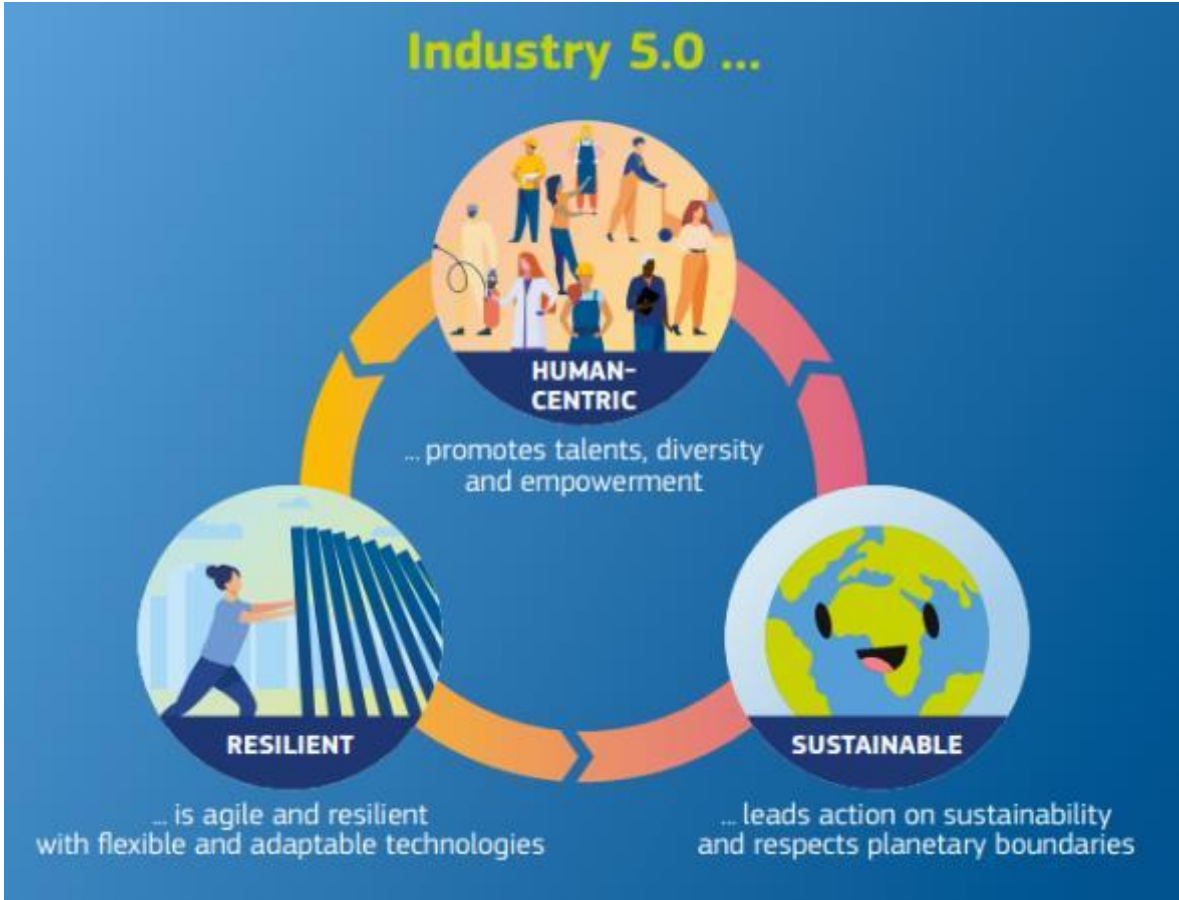 Industry 5.0 ...
HUMAN-
CENTRIC
... promotes talents, diversity
and empowerment
RESILIENT
... is agile and resilient
with flexible and adaptable technologies
SUSTAINABLE
... leads action on sustainability
and respects planetary boundaries